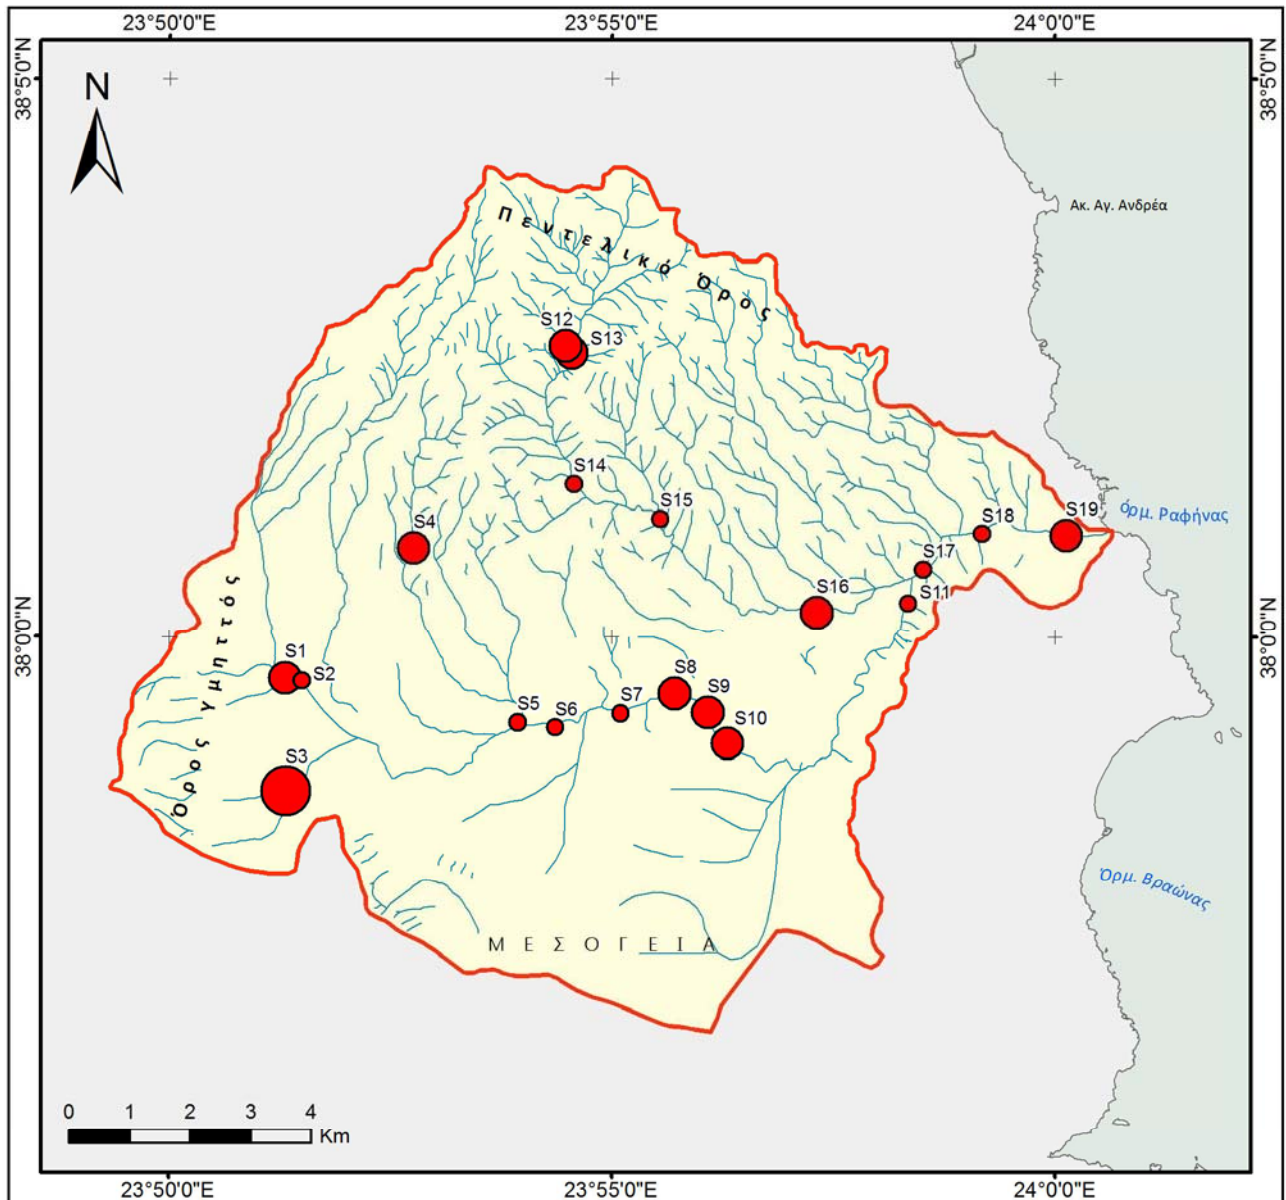 23°50'0"E 23°55'0"E 24°0'0"E
38°5'0"N 38°5'0"N
N
Ακ. Αγ. Ανδρέα
Πεντελικό Όρος
S12
S13
S14
S15
S4
S18
S19
όρμ. Ραφήνας
S17
S16
S11
38°0'0"N 38°0'0"N
Όρος Υμηττός
S1
S2
S8
S9
S5
S6
S7
S10
S3
Όρμ. Βραώνας
ΜΕΣΟΓΕΙΑ
0 1 2 3 4
Km
23°50'0"E 23°55'0"E 24°0'0"E